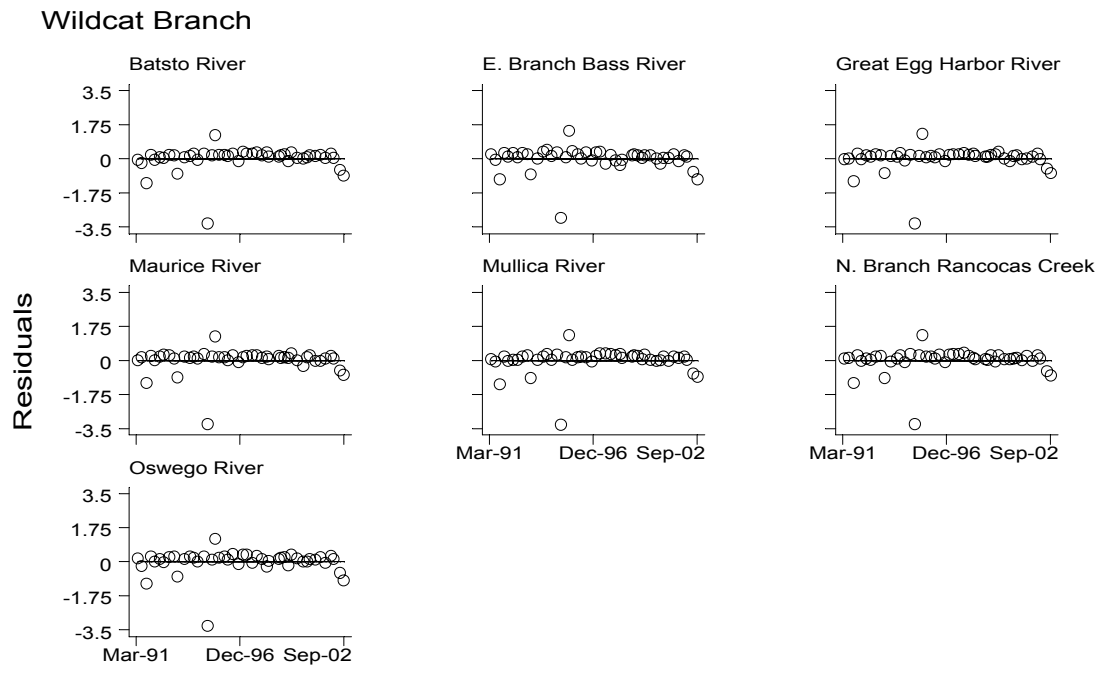 Wildcat Branch
Batsto River
E. Branch Bass River
Great Egg Harbor River
3.5
1.75
0
-1.75
-3.5
Maurice River
Mullica River
N. Branch Rancocas Creek
Residuals
3.5
1.75
0
-1.75
-3.5
Mar-91 Dec-96 Sep-02
Mar-91 Dec-96 Sep-02
Oswego River
3.5
1.75
0
-1.75
-3.5
Mar-91 Dec-96 Sep-02